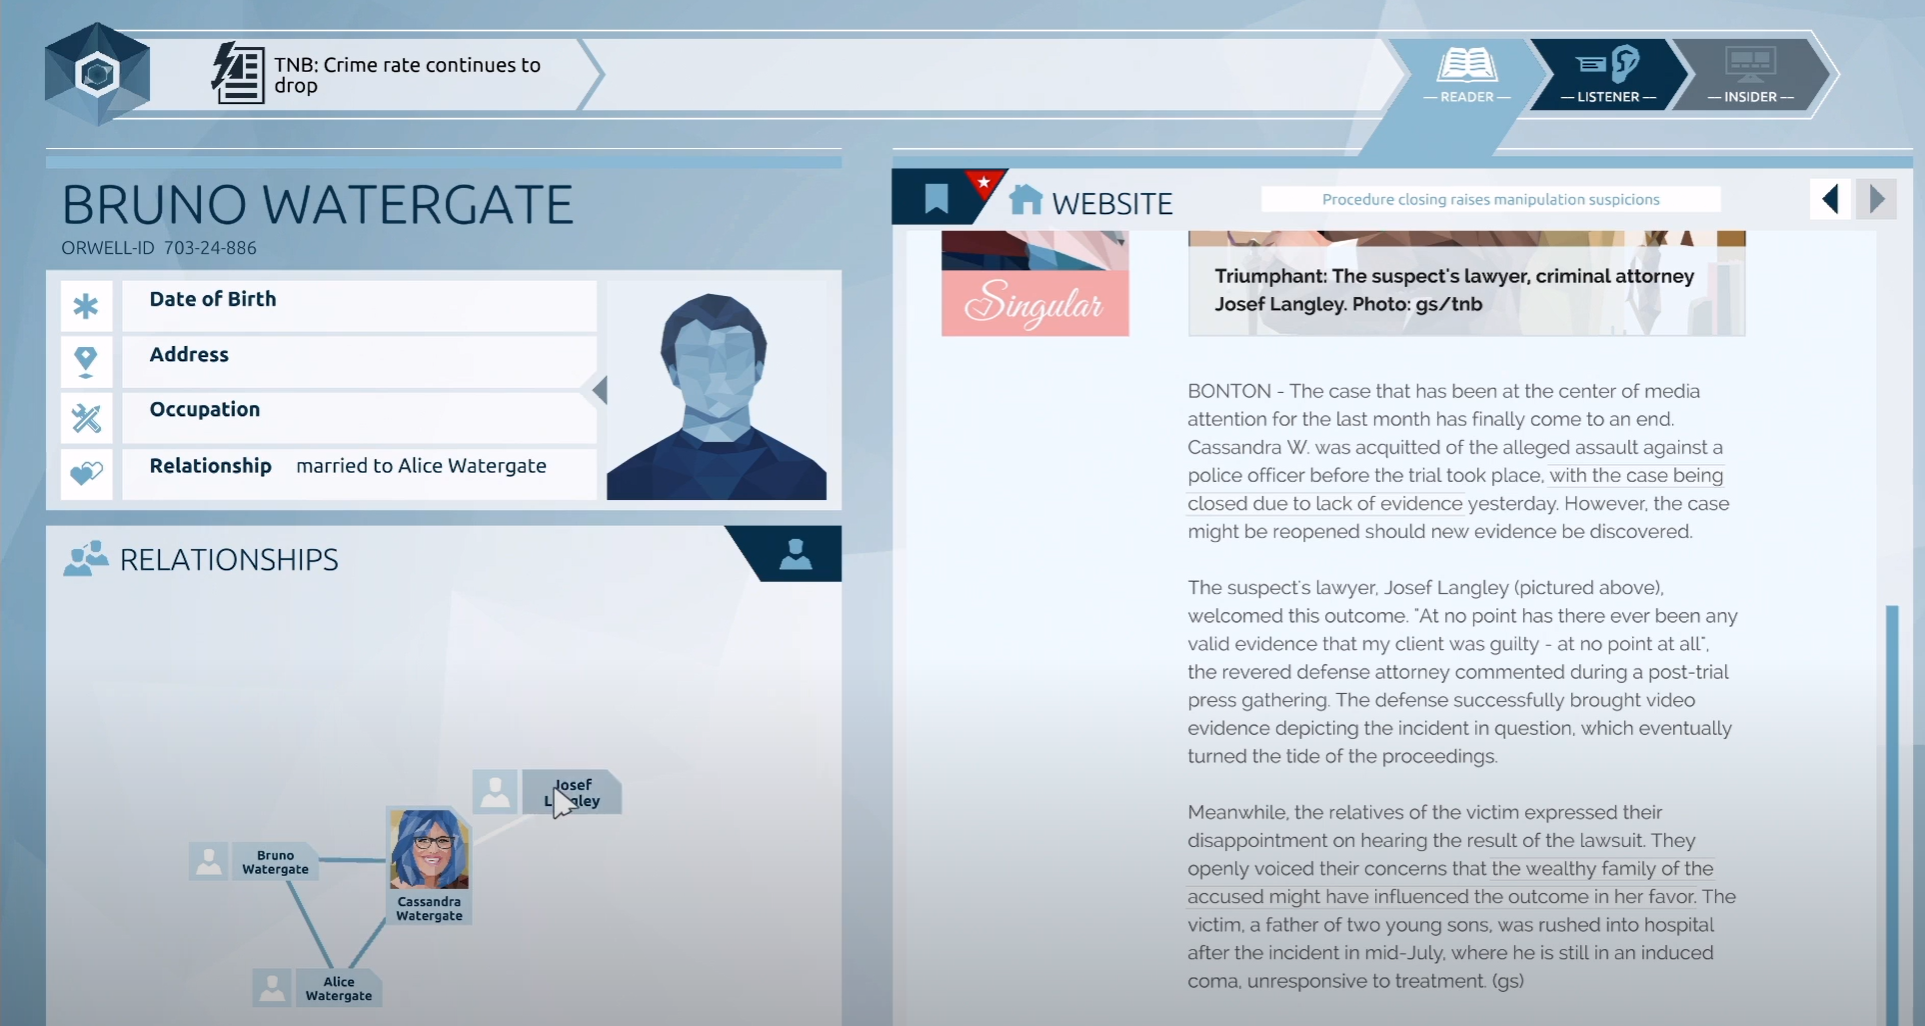 TNB: Crime rate continues to
drop
— READER —
— LISTENER —
— INSIDER —
BRUNO WATERGATE
ORWELL-ID 703-24-886
Date of Birth
Address
Occupation
Relationship married to Alice Watergate
RELATIONSHIPS
Josef
Langley
Bruno
Watergate
Cassandra
Watergate
Alice
Watergate
WEBSITE
Procedure closing raises manipulation suspicions
Singular
Triumphant: The suspect's lawyer, criminal attorney
Josef Langley. Photo: gs/tnb
BONTON - The case that has been at the center of media
attention for the last month has finally come to an end.
Cassandra W. was acquitted of the alleged assault against a
police officer before the trial took place, with the case being
closed due to lack of evidence yesterday. However, the case
might be reopened should new evidence be discovered.
The suspect's lawyer, Josef Langley (pictured above),
welcomed this outcome. "At no point has there ever been any
valid evidence that my client was guilty - at no point at all",
the revered defense attorney commented during a post-trial
press gathering. The defense successfully brought video
evidence depicting the incident in question, which eventually
turned the tide of the proceedings.
Meanwhile, the relatives of the victim expressed their
disappointment on hearing the result of the lawsuit. They
openly voiced their concerns that the wealthy family of the
accused might have influenced the outcome in her favor. The
victim, a father of two young sons, was rushed into hospital
after the incident in mid-July, where he is still in an induced
coma, unresponsive to treatment. (gs)